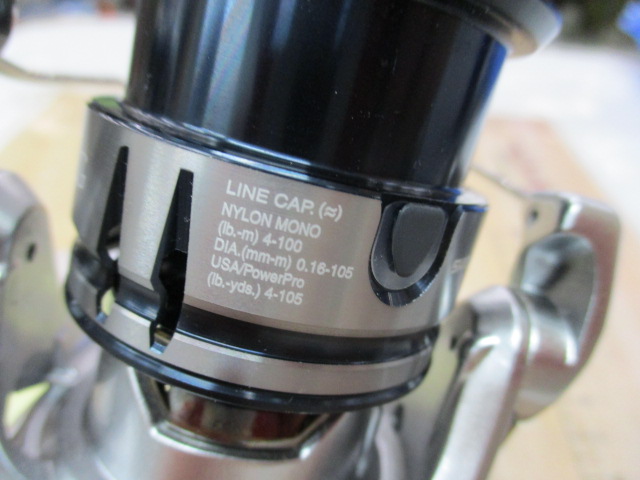 LINE CAP. (≈)
NYLON MONO
(lb.-m) 4-100
DIA.(mm-m) 0.16-105
USA/PowerPro
(lb.-yds.) 4-105